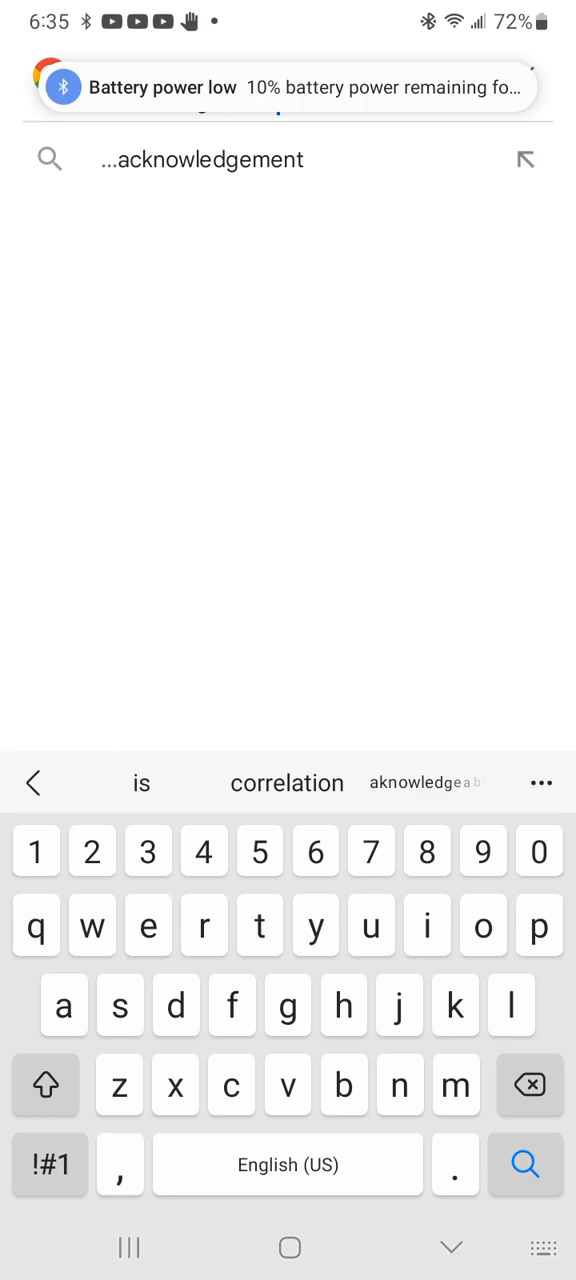 6:35 72%
Battery power low 10% battery power remaining fo...
...acknowledgement
is correlation aknowledgeab
1 2 3 4 5 6 7 8 9 0
q w e r t y u i o p
a s d f g h j k l
z x c v b n m
!#1 , English (US) .